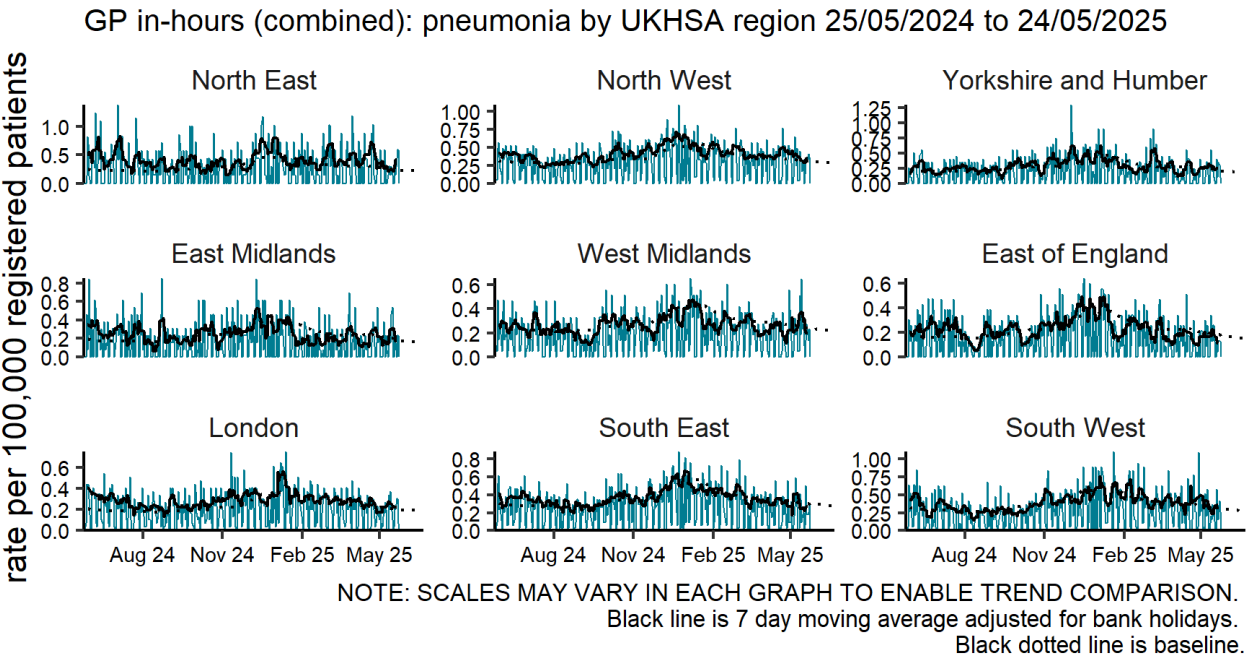 GP in-hours (combined): pneumonia by UKHSA region 25/05/2024 to 24/05/2025
rate per 100,000 registered patients
North East
1.0
0.5
0.0
North West
1.00
0.75
0.50
0.25
0.00
Yorkshire and Humber
1.25
1.00
0.75
0.50
0.25
0.00
East Midlands
0.8
0.6
0.4
0.2
0.0
West Midlands
0.6
0.4
0.2
0.0
East of England
0.6
0.4
0.2
0.0
London
0.6
0.4
0.2
0.0
Aug 24 Nov 24 Feb 25 May 25
South East
0.8
0.6
0.4
0.2
0.0
Aug 24 Nov 24 Feb 25 May 25
South West
1.00
0.75
0.50
0.25
0.00
Aug 24 Nov 24 Feb 25 May 25
NOTE: SCALES MAY VARY IN EACH GRAPH TO ENABLE TREND COMPARISON.
Black line is 7 day moving average adjusted for bank holidays.
Black dotted line is baseline.